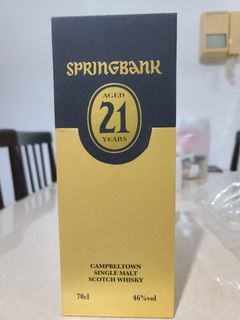 SPRINGBANK
AGED
21
YEARS
CAMPBELTOWN
SINGLE MALT
SCOTCH WHISKY
70cl 46%vol